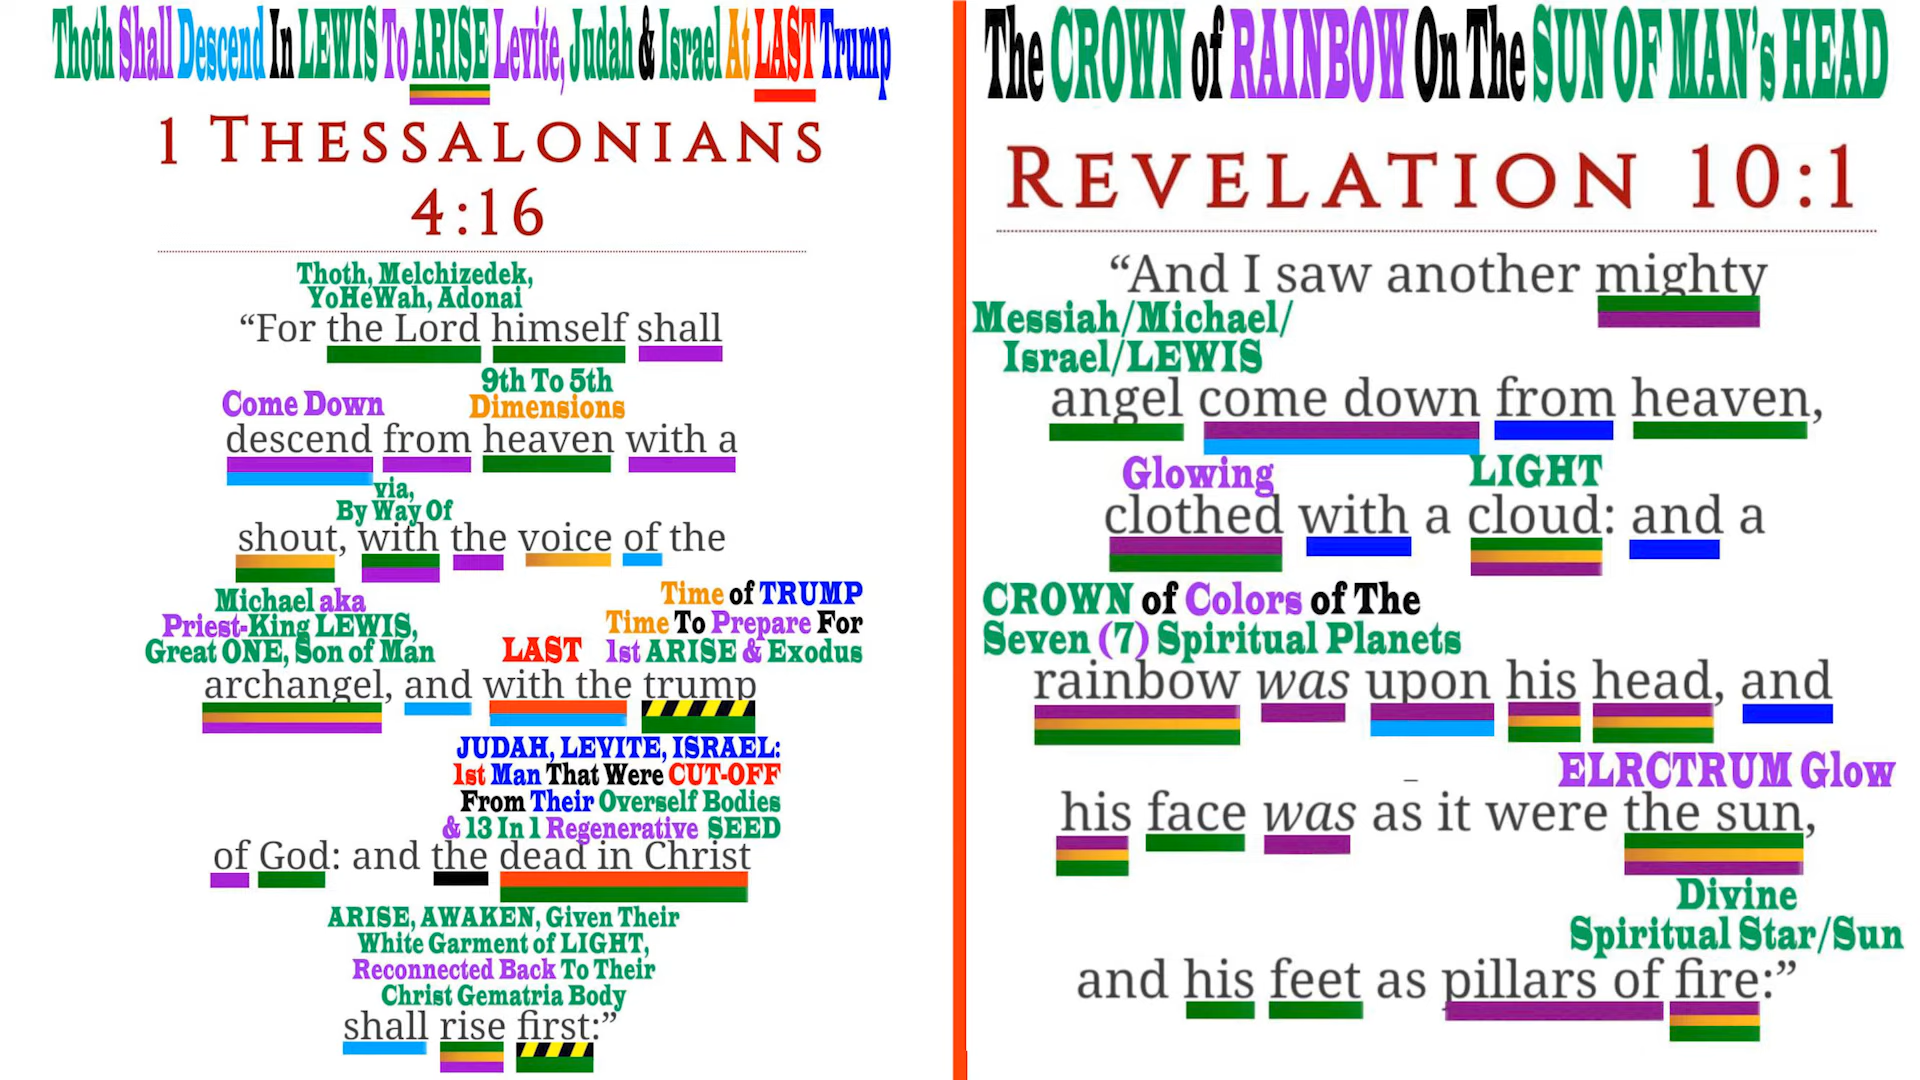 Thoth Shall Descend In LEWIS To ARISE Levite, Judah & Israel At LAST Trump
1 THESSALONIANS
4:16
Thoth, Melchizedek,
YoHeWah, Adonai
“For the Lord himself shall
9th To 5th
Come Down Dimensions
descend from heaven with a
via,
By Way Of
shout, with the voice of the
Michael aka
Priest-King LEWIS,
Great ONE, Son of Man
LAST
Time of TRUMP
Time To Prepare For
1st ARISE & Exodus
archangel, and with the trump
JUDAH, LEVITE, ISRAEL:
1st Man That Were CUT-OFF
From Their Overself Bodies
& 13 In 1 Regenerative SEED
of God: and the dead in Christ
ARISE, AWAKEN, Given Their
White Garment of LIGHT,
Reconnected Back To Their
Christ Gematria Body
shall rise first:”
The CROWN of RAINBOW On The SUN OF MAN's HEAD
REVELATION 10:1
“And I saw another mighty
Messiah/Michael/
Israel/LEWIS
angel come down from heaven,
Glowing LIGHT
clothed with a cloud: and a
CROWN of Colors of The
Seven (7) Spiritual Planets
rainbow was upon his head, and
ELRCTRUM Glow
his face was as it were the sun,
Divine
Spiritual Star/Sun
and his feet as pillars of fire:”